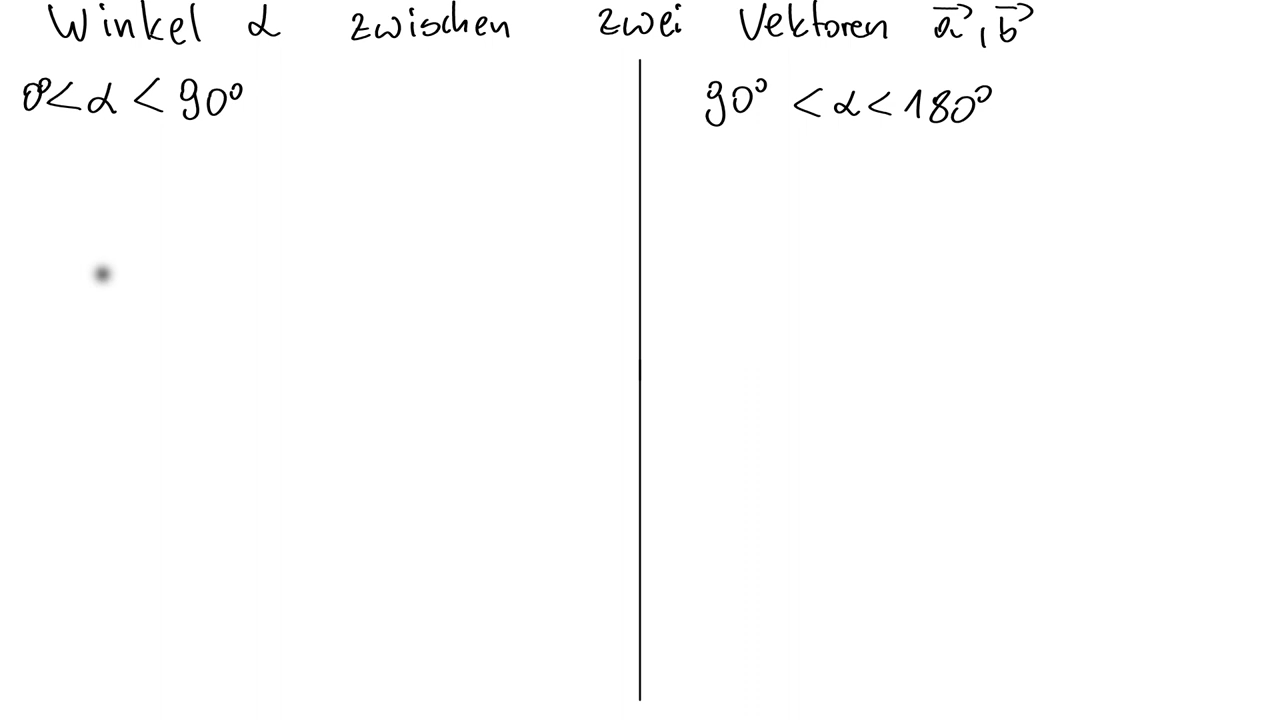 Winkel α zwischen zwei Vektoren a⃗, b⃗
0° < α < 90°
90° < α < 180°